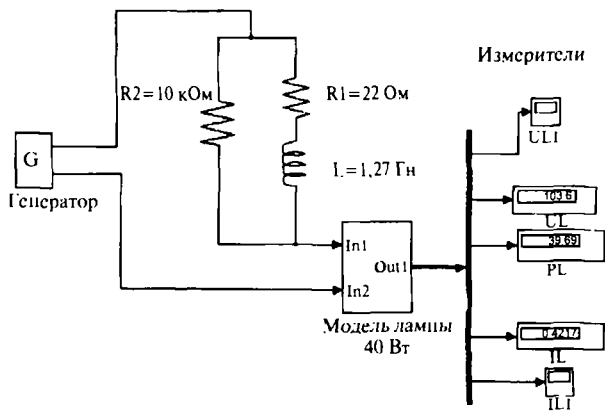 Измерители
R2=10 кОм
R1=22 Ом
L=1,27 Гн
G
Генератор
In1
In2
Out1
Модель лампы
40 Вт
UL1
103.6
UL
39.69
PL
0.4217
IL
IL1